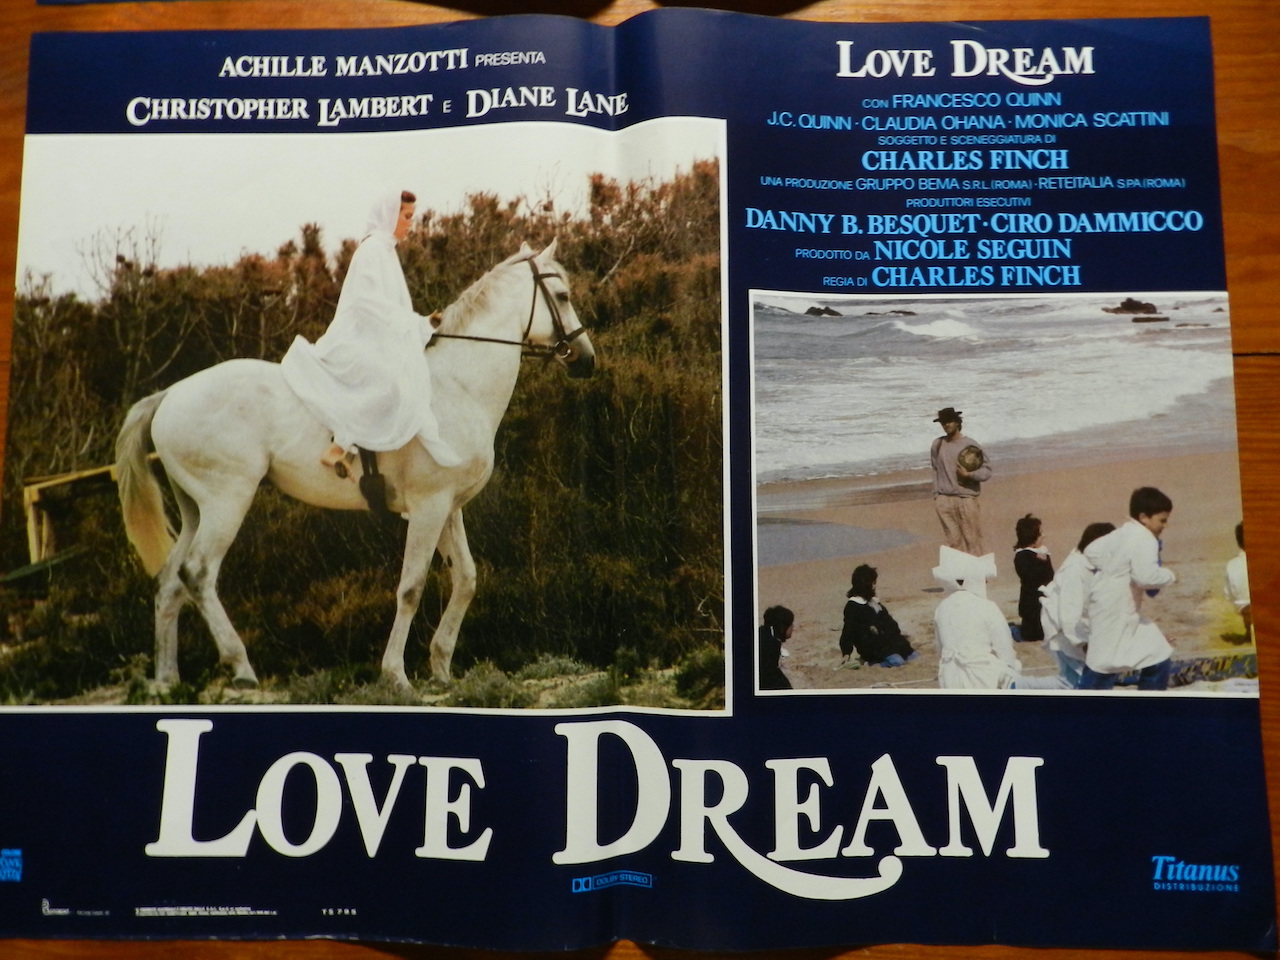 ACHILLE MANZOTTI PRESENTA
CHRISTOPHER LAMBERT E DIANE LANE
LOVE DREAM
CON FRANCESCO QUINN
J.C. QUINN · CLAUDIA OHANA · MONICA SCATTINI
SOGGETTO E SCENEGGIATURA DI
CHARLES FINCH
UNA PRODUZIONE GRUPPO BEMA S.R.L. (ROMA) · RETEITALIA S.P.A. (ROMA)
PRODUTTORI ESECUTIVI
DANNY B. BESQUET · CIRO DAMMICCO
PRODOTTO DA NICOLE SEGUIN
REGIA DI CHARLES FINCH
LOVE DREAM
DOLBY STEREO
Titanus
DISTRIBUZIONE